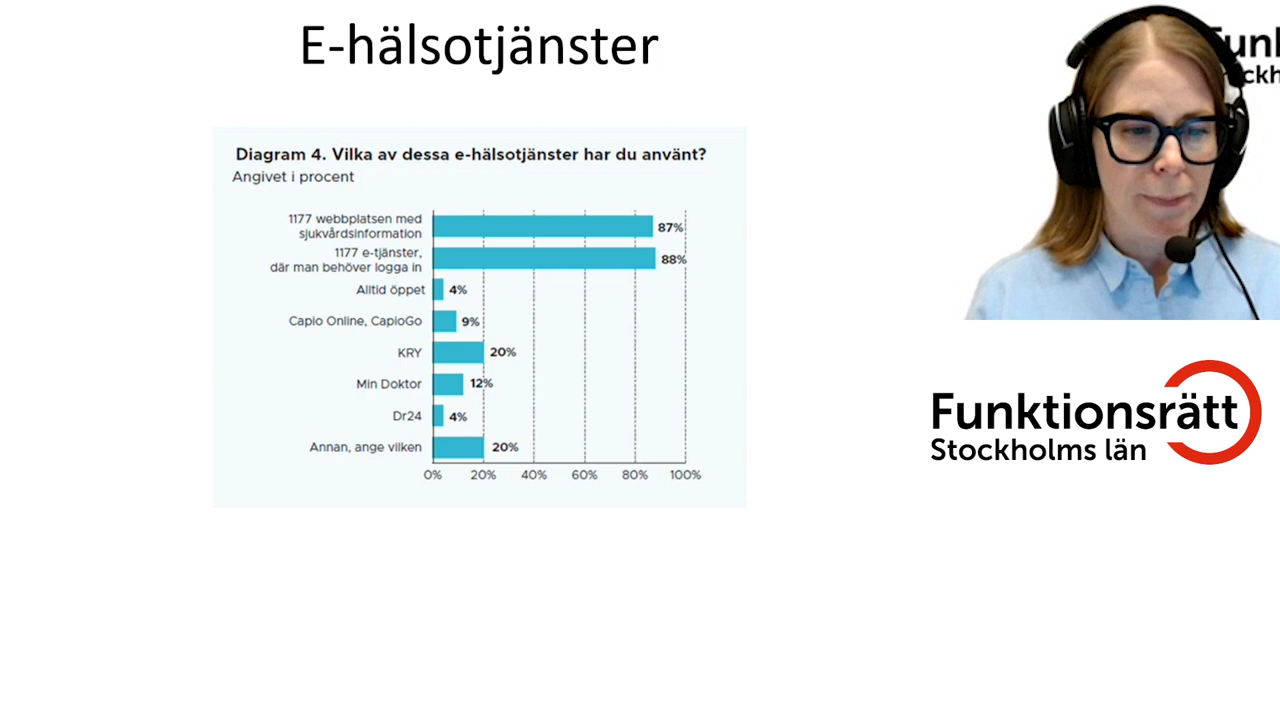 E-hälsotjänster
Diagram 4. Vilka av dessa e-hälsotjänster har du använt?
Angivet i procent
1177 webbplatsen med
sjukvårdsinformation
87%
1177 e-tjänster,
där man behöver logga in
88%
Alltid öppet
4%
Capio Online, CapioGo
9%
KRY
20%
Min Doktor
12%
Dr24
4%
Annan, ange vilken
20%
0% 20% 40% 60% 80% 100%
Funktionsrätt
Stockholms län